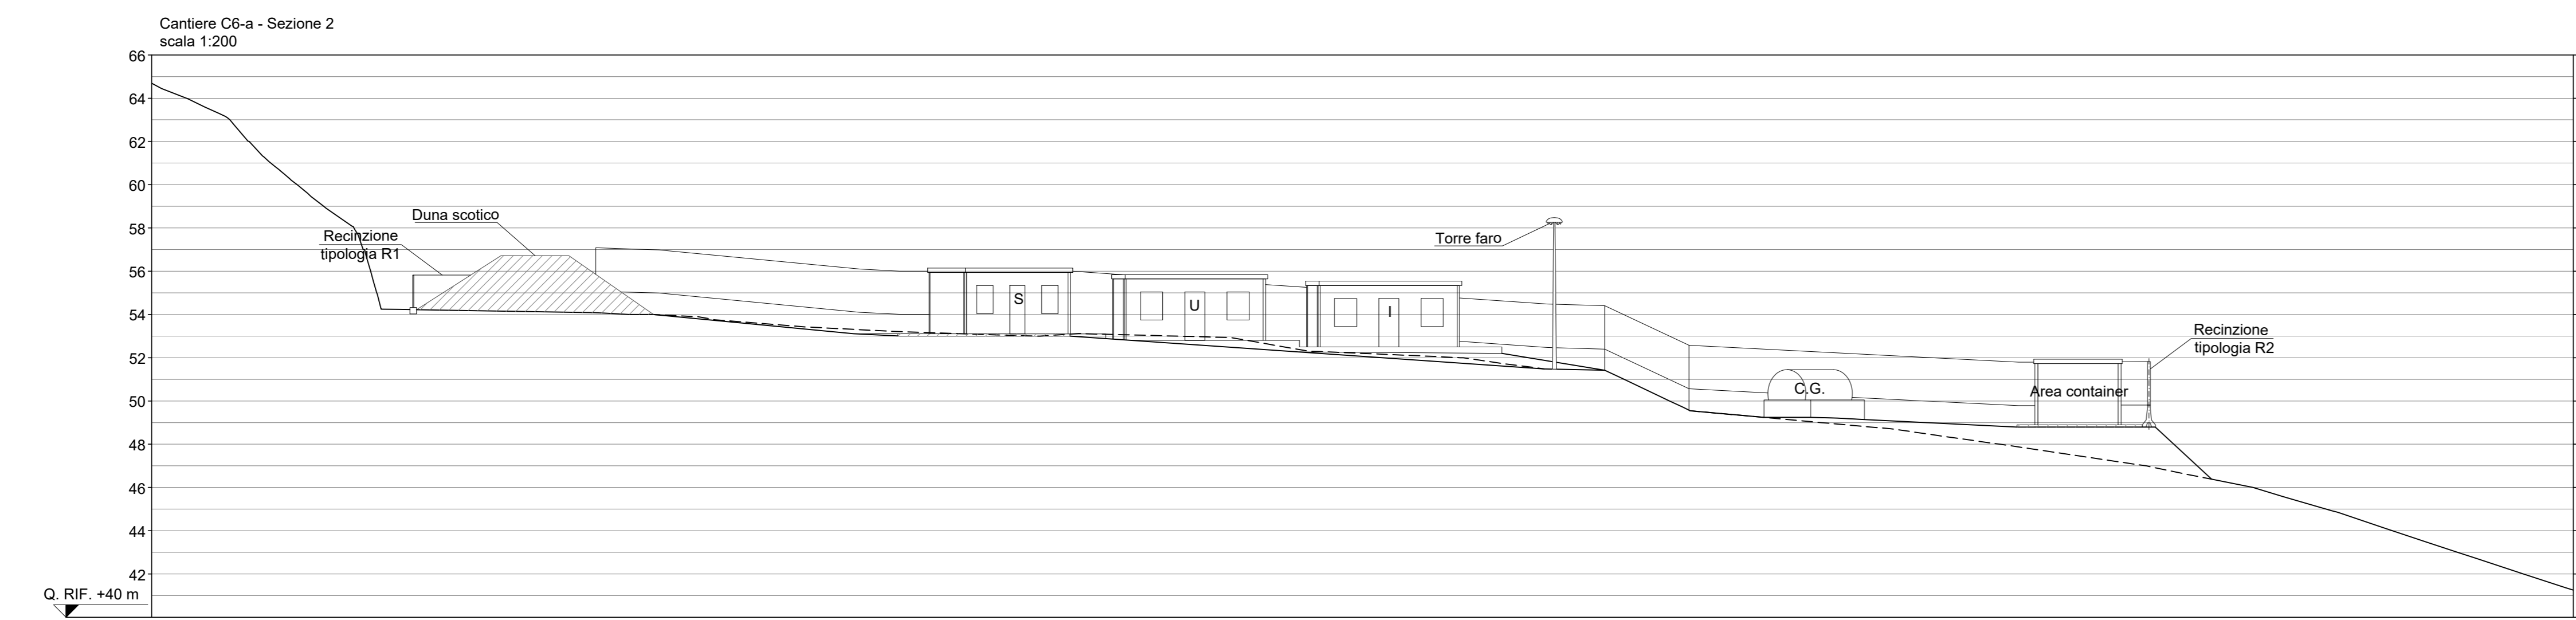 Cantiere C6-a - Sezione 2
scala 1:200
66
64
62
60
58
56
54
52
50
48
46
44
42
Q. RIF. +40 m
Duna scotico
Recinzione
tipologia R1
S
U
I
Torre faro
C.G.
Area container
Recinzione
tipologia R2